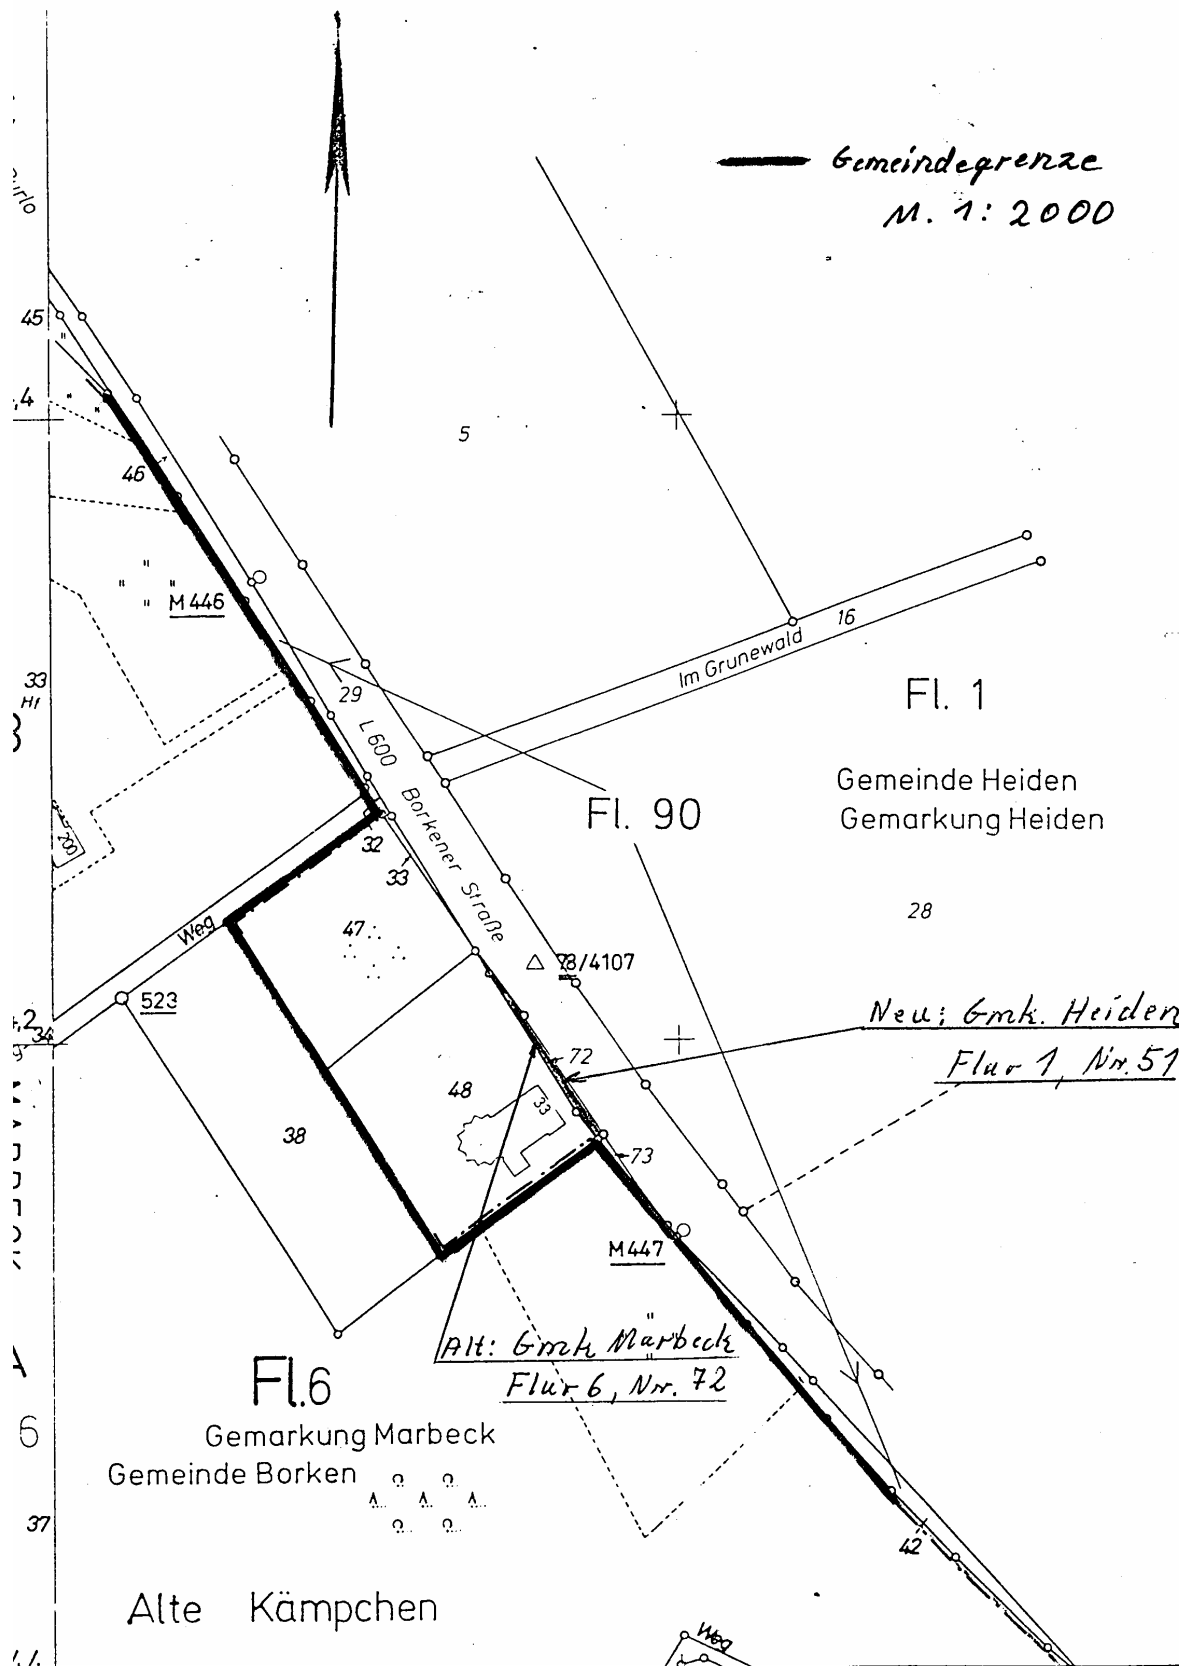 Gemeindegrenze
M. 1:2000
45
5
46
M 446
16
Im Grunewald
33
Hf
29
Fl. 1
L 600 Borkener Straße
Gemeinde Heiden
Fl. 90
Gemarkung Heiden
200
32
33
28
47
Weg
78/4107
523
Neu: Gmk. Heiden
34
72
Flur 1, Nr. 51
48
33
38
73
M 447
Alt: Gmk Marbeck
Flur 6, Nr. 72
Fl.6
Gemarkung Marbeck
6
Gemeinde Borken
37
42
Alte Kämpchen
Weg